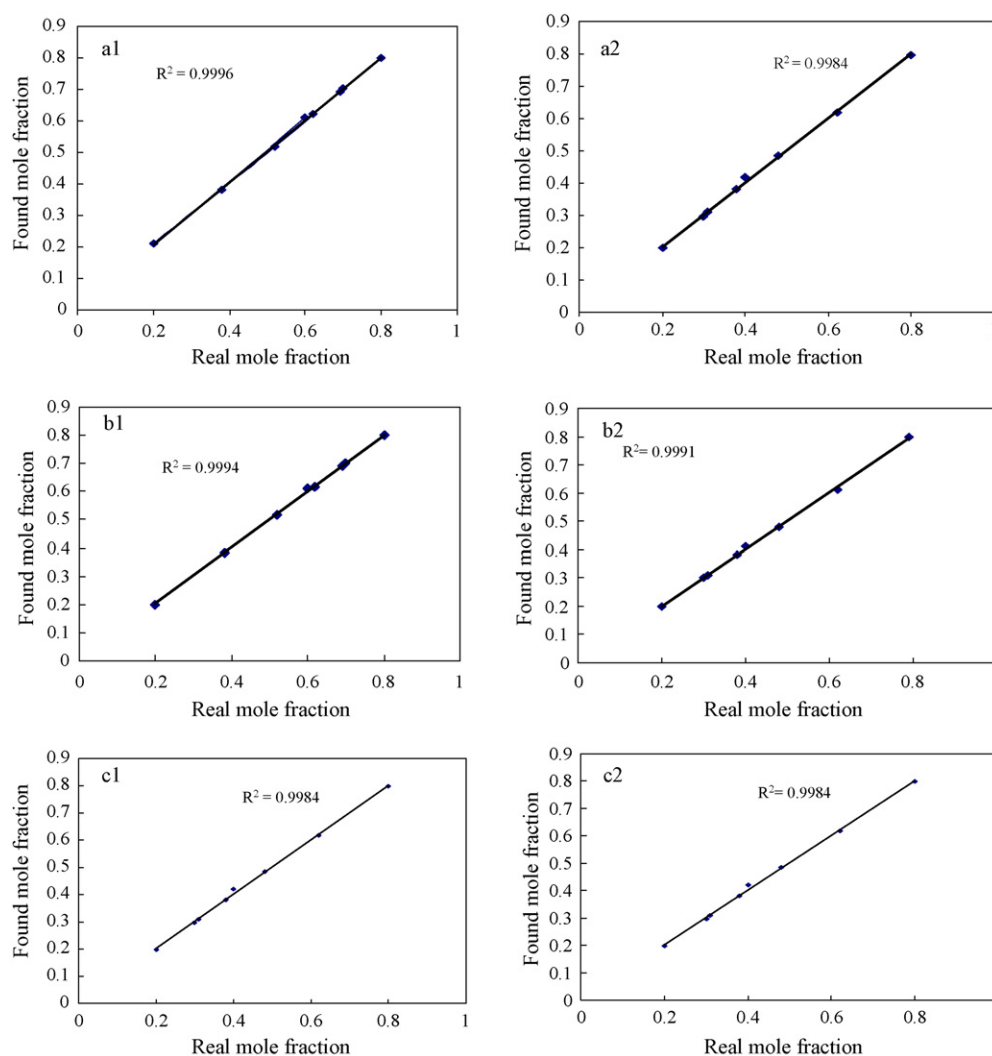 a1
R² = 0.9996
Found mole fraction
0.9
0.8
0.7
0.6
0.5
0.4
0.3
0.2
0.1
0
0 0.2 0.4 0.6 0.8 1
Real mole fraction
a2
R² = 0.9984
Found mole fraction
0.9
0.8
0.7
0.6
0.5
0.4
0.3
0.2
0.1
0
0 0.2 0.4 0.6 0.8
Real mole fraction
b1
R² = 0.9994
Found mole fraction
0.9
0.8
0.7
0.6
0.5
0.4
0.3
0.2
0.1
0
0 0.2 0.4 0.6 0.8 1
Real mole fraction
b2
R²= 0.9991
Found mole fraction
0.9
0.8
0.7
0.6
0.5
0.4
0.3
0.2
0.1
0
0 0.2 0.4 0.6 0.8
Real mole fraction
c1
R² = 0.9984
Found mole fraction
0.9
0.8
0.7
0.6
0.5
0.4
0.3
0.2
0.1
0
0 0.2 0.4 0.6 0.8 1
Real mole fraction
c2
R²= 0.9984
Found mole fraction
0.9
0.8
0.7
0.6
0.5
0.4
0.3
0.2
0.1
0
0 0.2 0.4 0.6 0.8
Real mole fraction